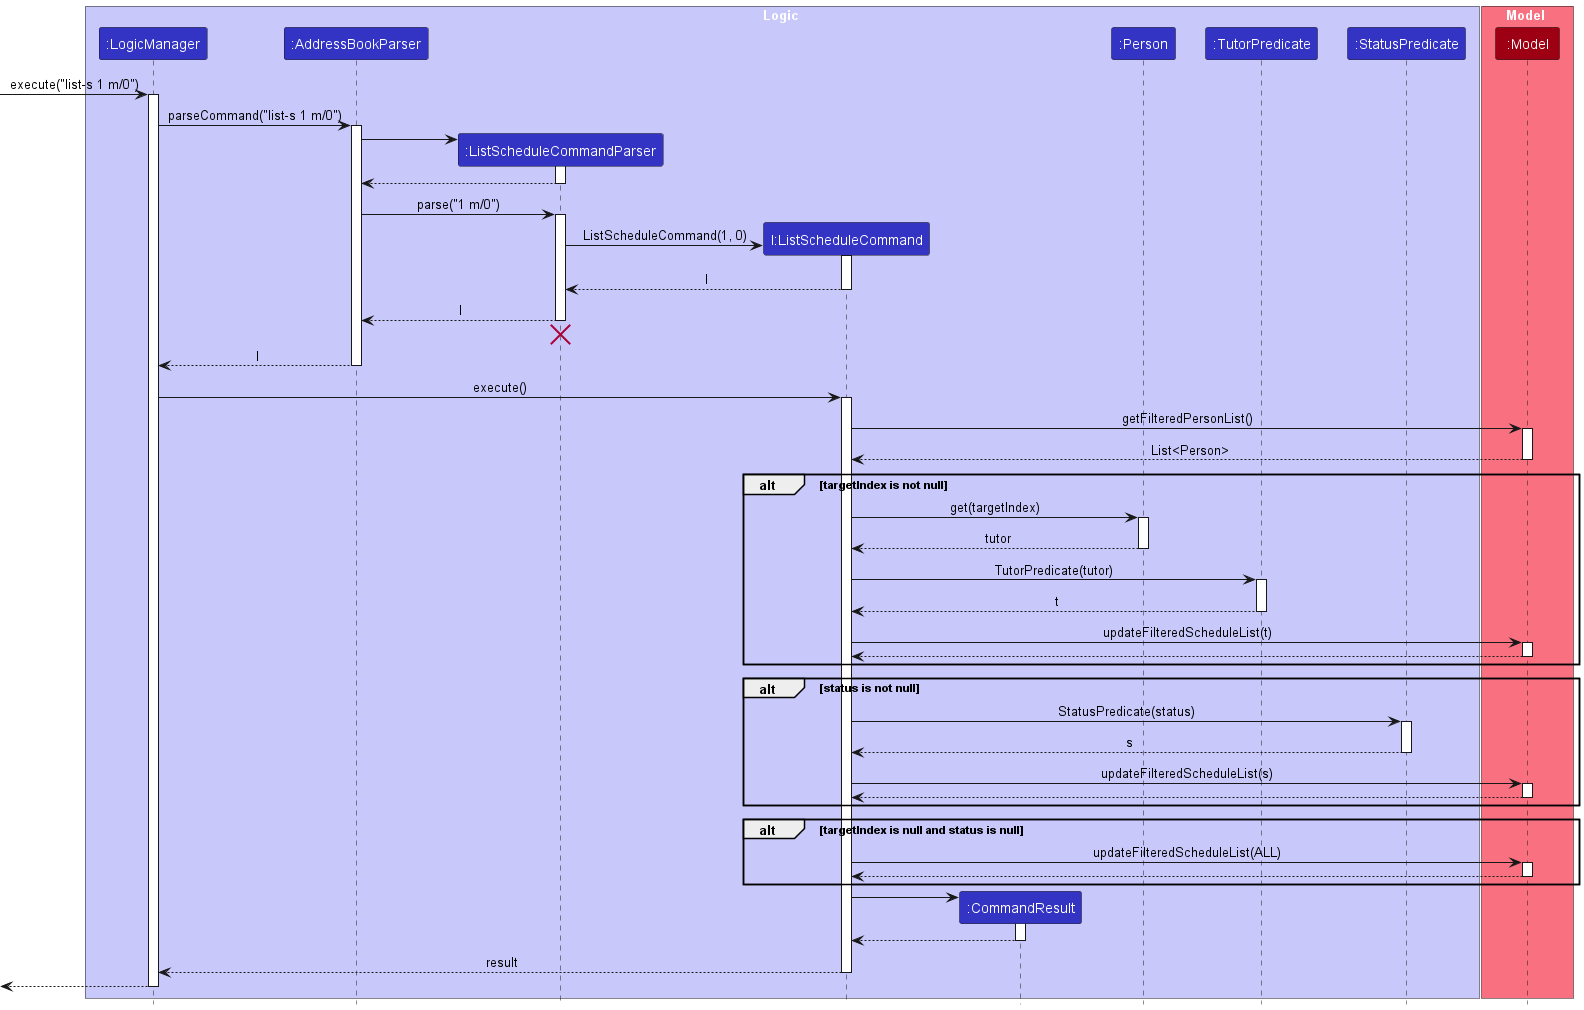 Logic
Model
:LogicManager
:AddressBookParser
:Person
:TutorPredicate
:StatusPredicate
:Model
execute("list-s 1 m/0")
parseCommand("list-s 1 m/0")
:ListScheduleCommandParser
parse("1 m/0")
ListScheduleCommand(1, 0)
l:ListScheduleCommand
l
l
l
execute()
getFilteredPersonList()
List<Person>
alt
[targetIndex is not null]
get(targetIndex)
tutor
TutorPredicate(tutor)
t
updateFilteredScheduleList(t)
alt
[status is not null]
StatusPredicate(status)
s
updateFilteredScheduleList(s)
alt
[targetIndex is null and status is null]
updateFilteredScheduleList(ALL)
:CommandResult
result